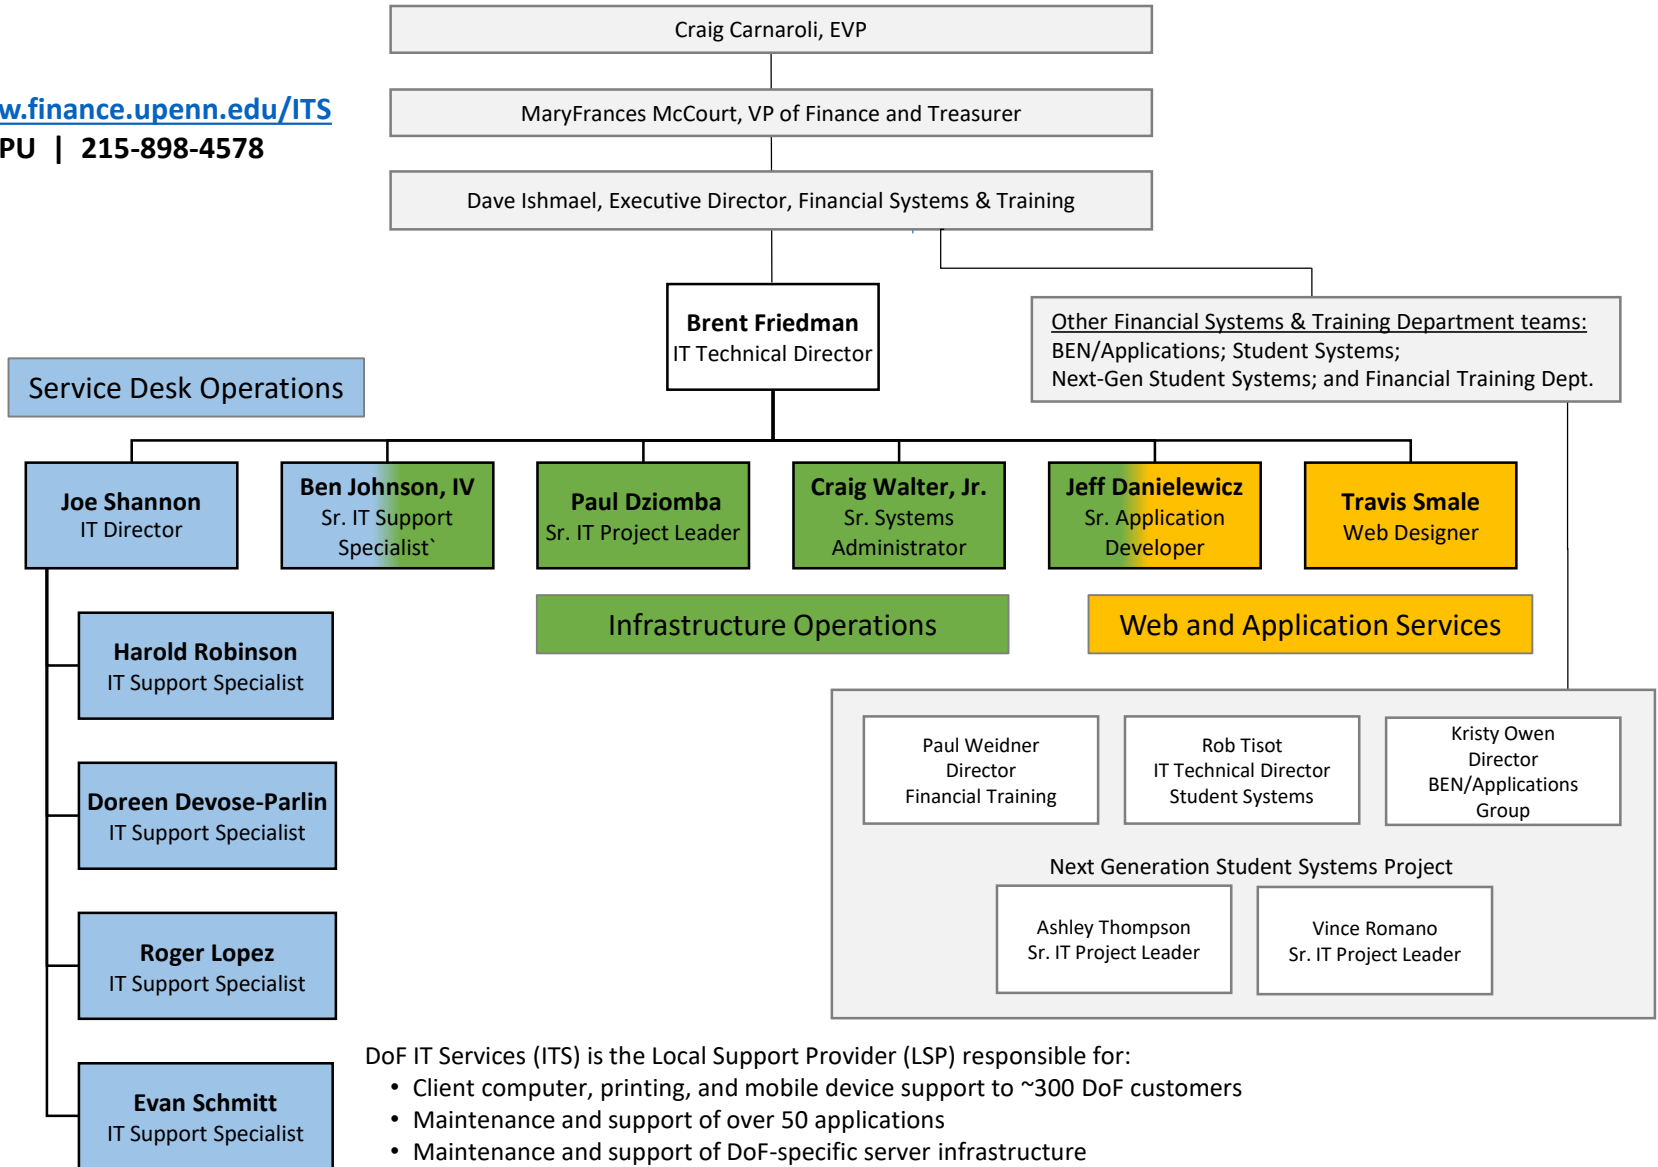 Craig Carnaroli, EVP
w.finance.upenn.edu/ITS
PU | 215-898-4578
MaryFrances McCourt, VP of Finance and Treasurer
Dave Ishmael, Executive Director, Financial Systems & Training
Brent Friedman
IT Technical Director
Other Financial Systems & Training Department teams:
BEN/Applications; Student Systems;
Next-Gen Student Systems; and Financial Training Dept.
Service Desk Operations
Joe Shannon
IT Director
Ben Johnson, IV
Sr. IT Support
Specialist`
Paul Dziomba
Sr. IT Project Leader
Craig Walter, Jr.
Sr. Systems
Administrator
Jeff Danielewicz
Sr. Application
Developer
Travis Smale
Web Designer
Infrastructure Operations
Web and Application Services
Harold Robinson
IT Support Specialist
Doreen Devose-Parlin
IT Support Specialist
Roger Lopez
IT Support Specialist
Evan Schmitt
IT Support Specialist
Paul Weidner
Director
Financial Training
Rob Tisot
IT Technical Director
Student Systems
Kristy Owen
Director
BEN/Applications
Group
Next Generation Student Systems Project
Ashley Thompson
Sr. IT Project Leader
Vince Romano
Sr. IT Project Leader
DoF IT Services (ITS) is the Local Support Provider (LSP) responsible for:
• Client computer, printing, and mobile device support to ~300 DoF customers
• Maintenance and support of over 50 applications
• Maintenance and support of DoF-specific server infrastructure